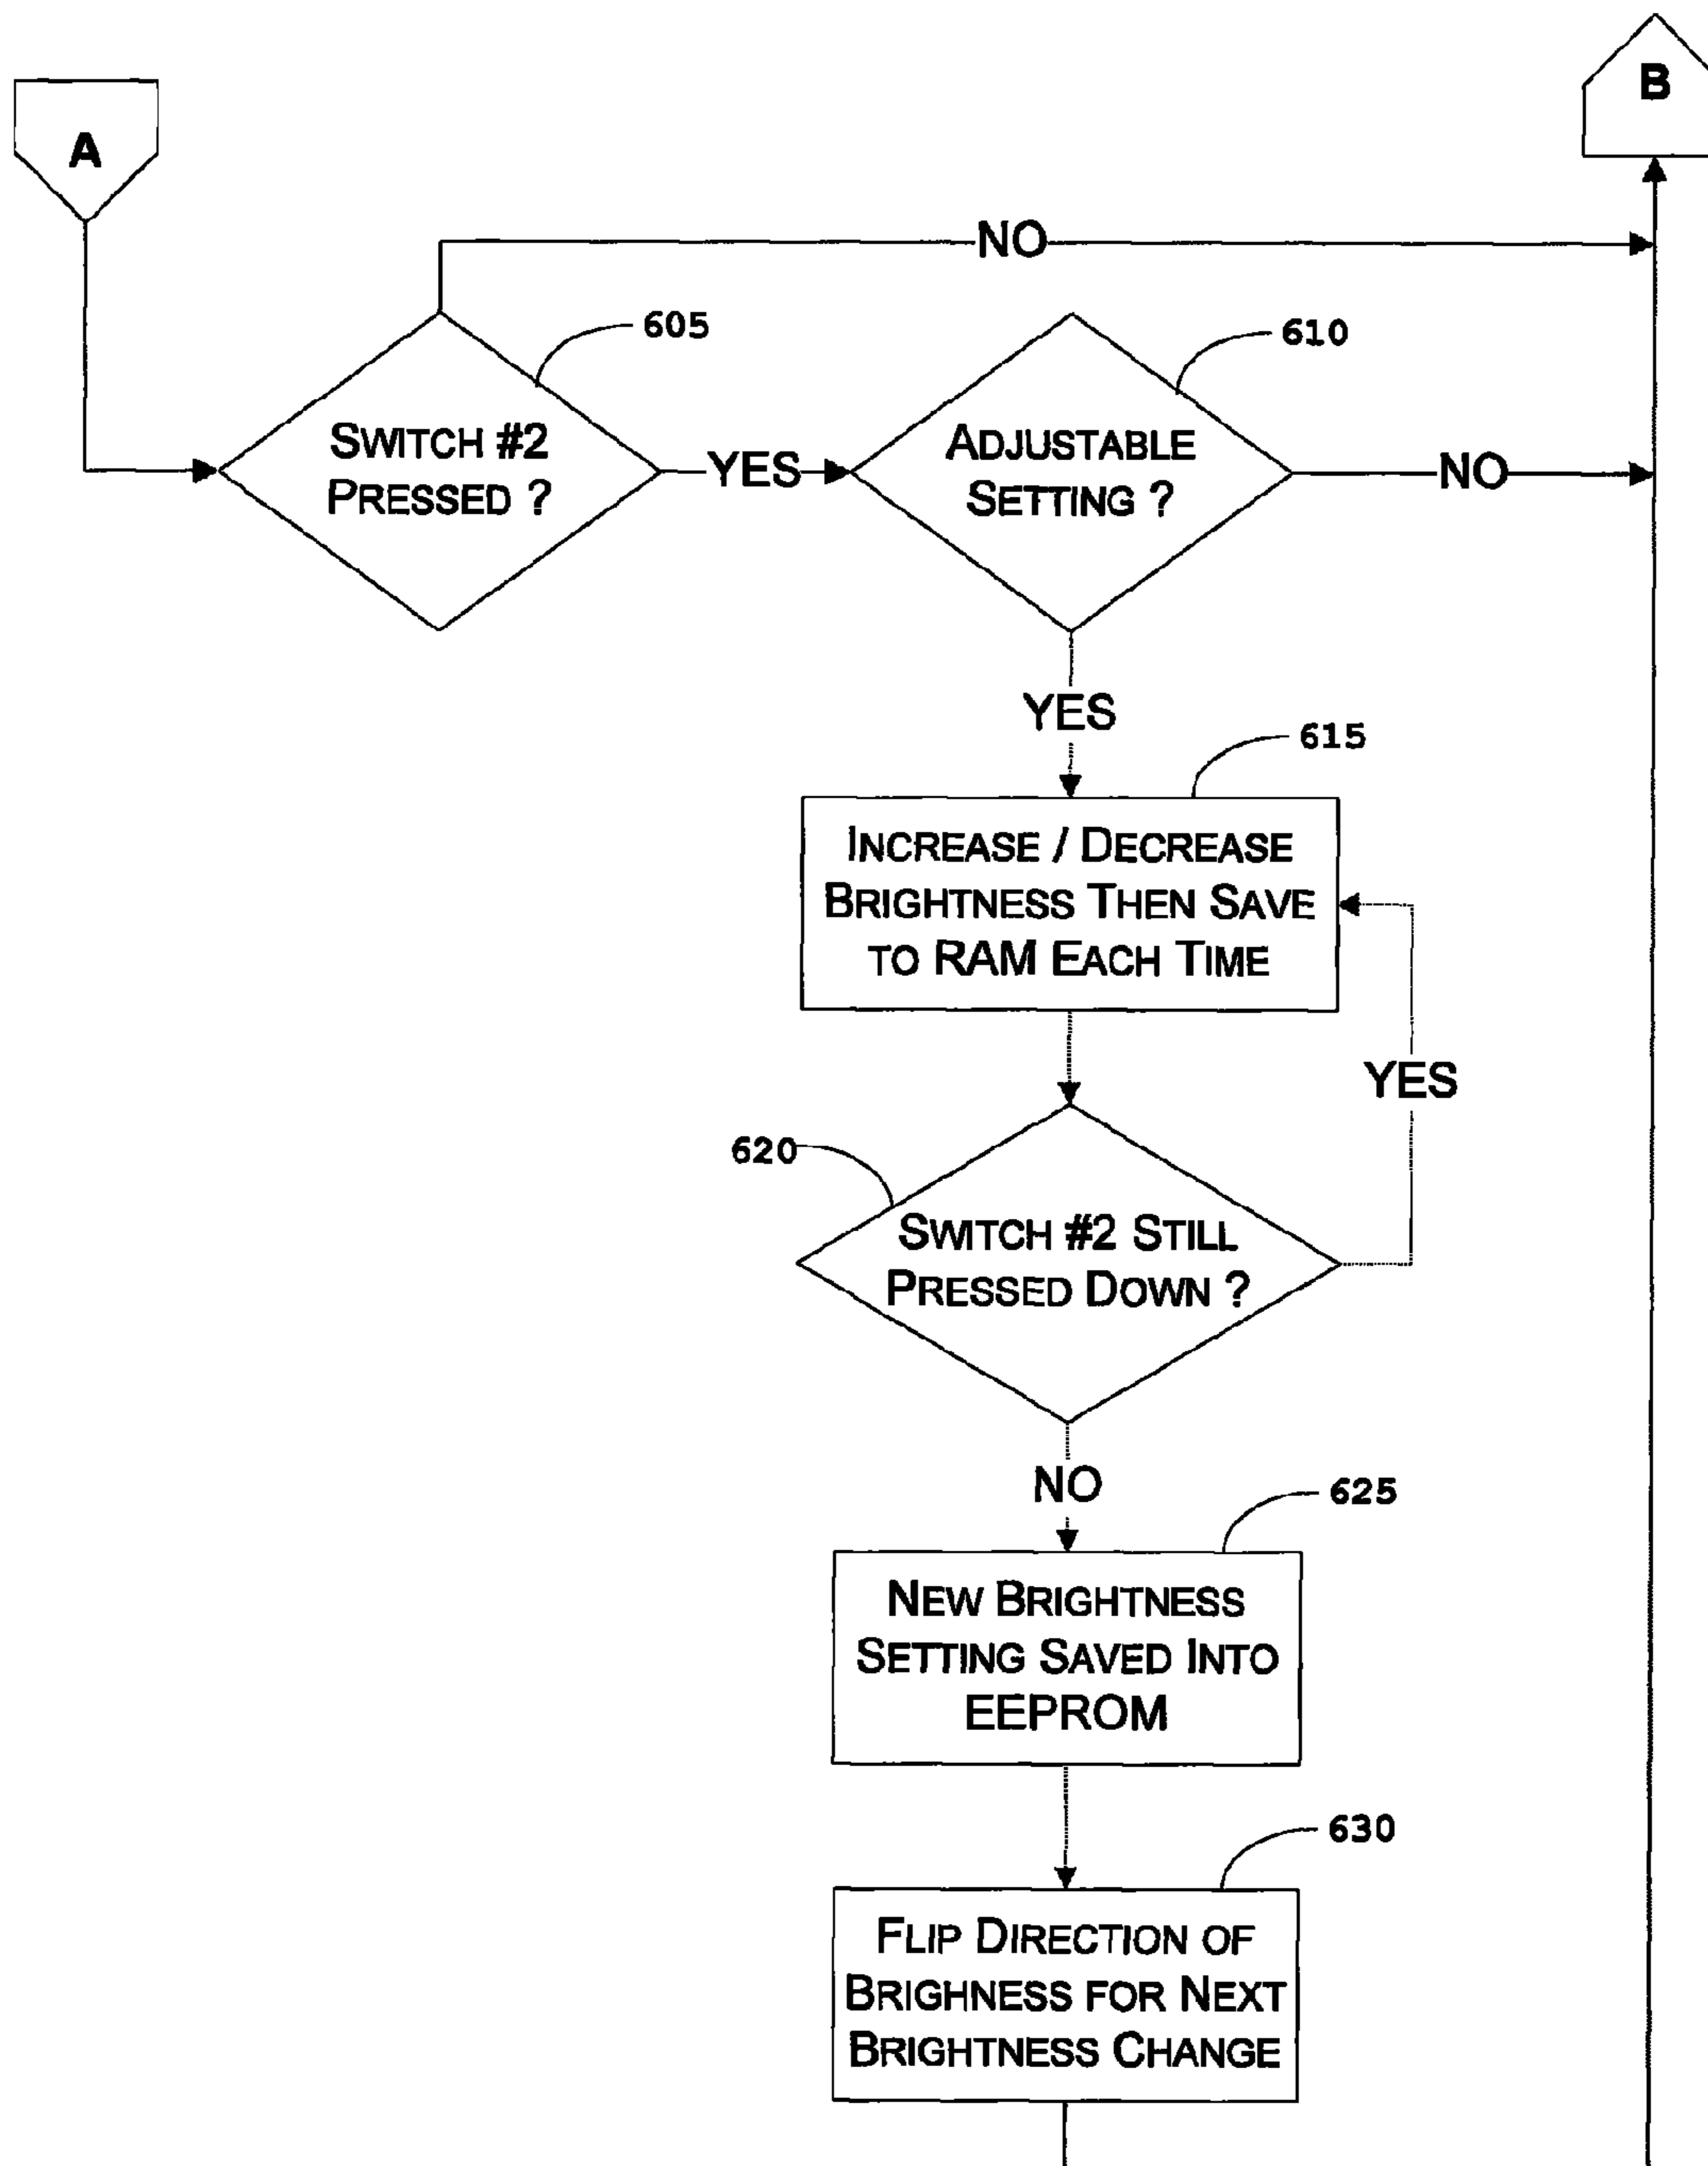 A
B
NO
605
610
SWITCH #2
PRESSED ?
YES
ADJUSTABLE
SETTING ?
NO
YES
615
INCREASE / DECREASE
BRIGHTNESS THEN SAVE
TO RAM EACH TIME
YES
620
SWITCH #2 STILL
PRESSED DOWN ?
NO
625
NEW BRIGHTNESS
SETTING SAVED INTO
EEPROM
630
FLIP DIRECTION OF
BRIGHNESS FOR NEXT
BRIGHTNESS CHANGE